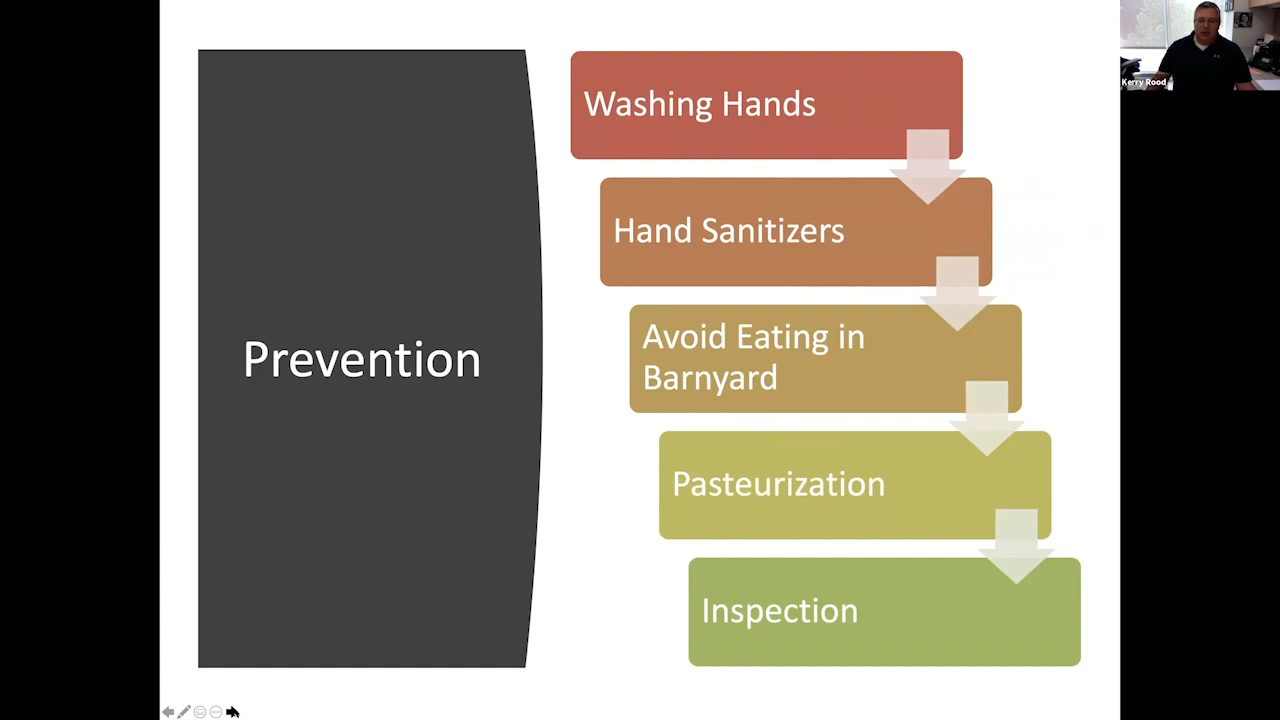 Prevention
Washing Hands
Hand Sanitizers
Avoid Eating in
Barnyard
Pasteurization
Inspection
Kerry Rood